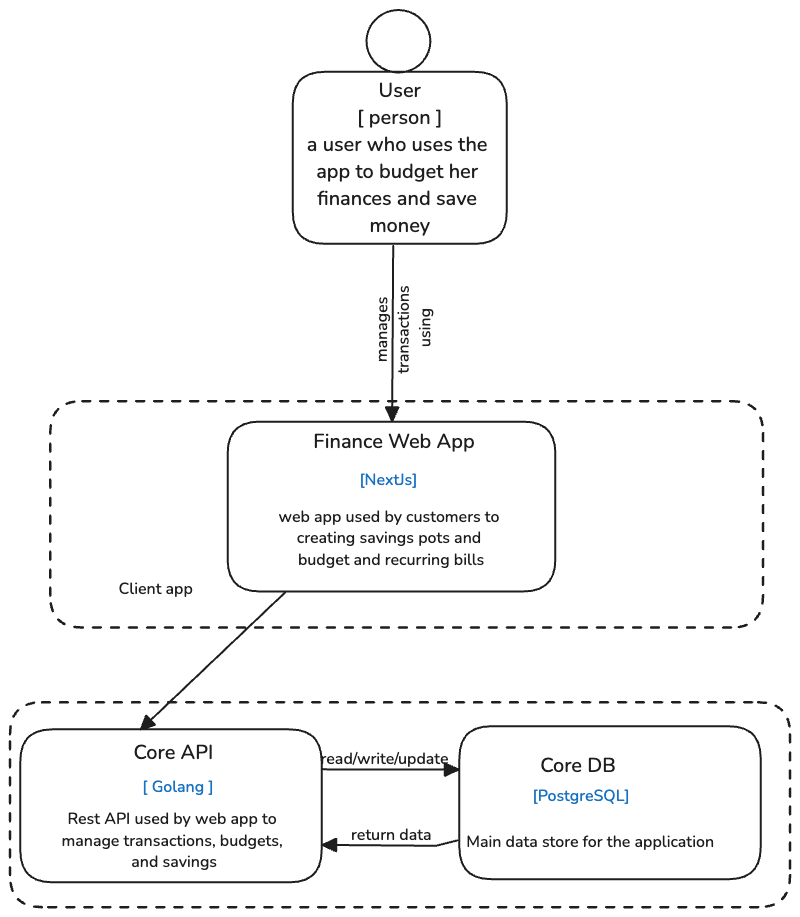 User
[ person ]
a user who uses the
app to budget her
finances and save
money
manages
transactions
using
Finance Web App
[NextJs]
web app used by customers to
creating savings pots and
budget and recurring bills
Client app
Core API
[ Golang ]
Rest API used by web app to
manage transactions, budgets,
and savings
read/write/update
return data
Core DB
[PostgreSQL]
Main data store for the application